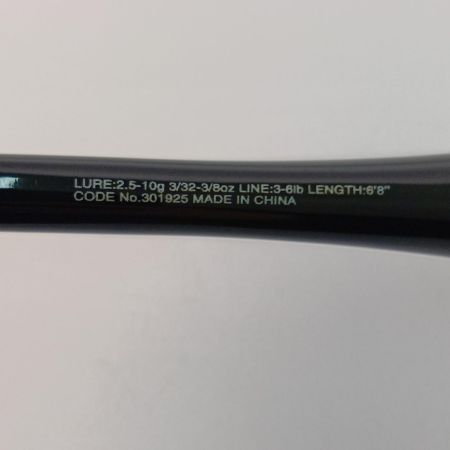 LURE:2.5-10g 3/32-3/8oz LINE:3-6lb LENGTH:6'8"
CODE No.301925 MADE IN CHINA